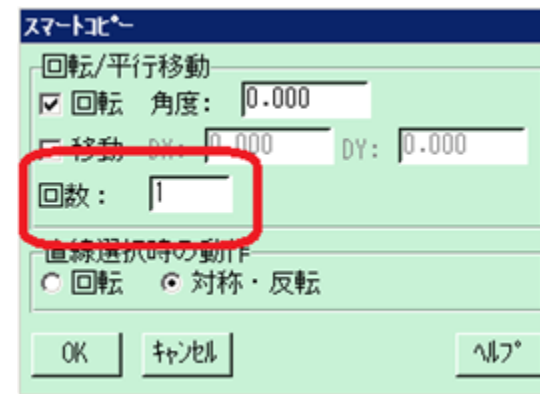 スマートコピー
回転/平行移動
回転 角度: 0.000
移動 DX: 0.000 DY: 0.000
回数: 1
直線選択時の動作
回転 対称・反転
OK キャンセル ヘルプ